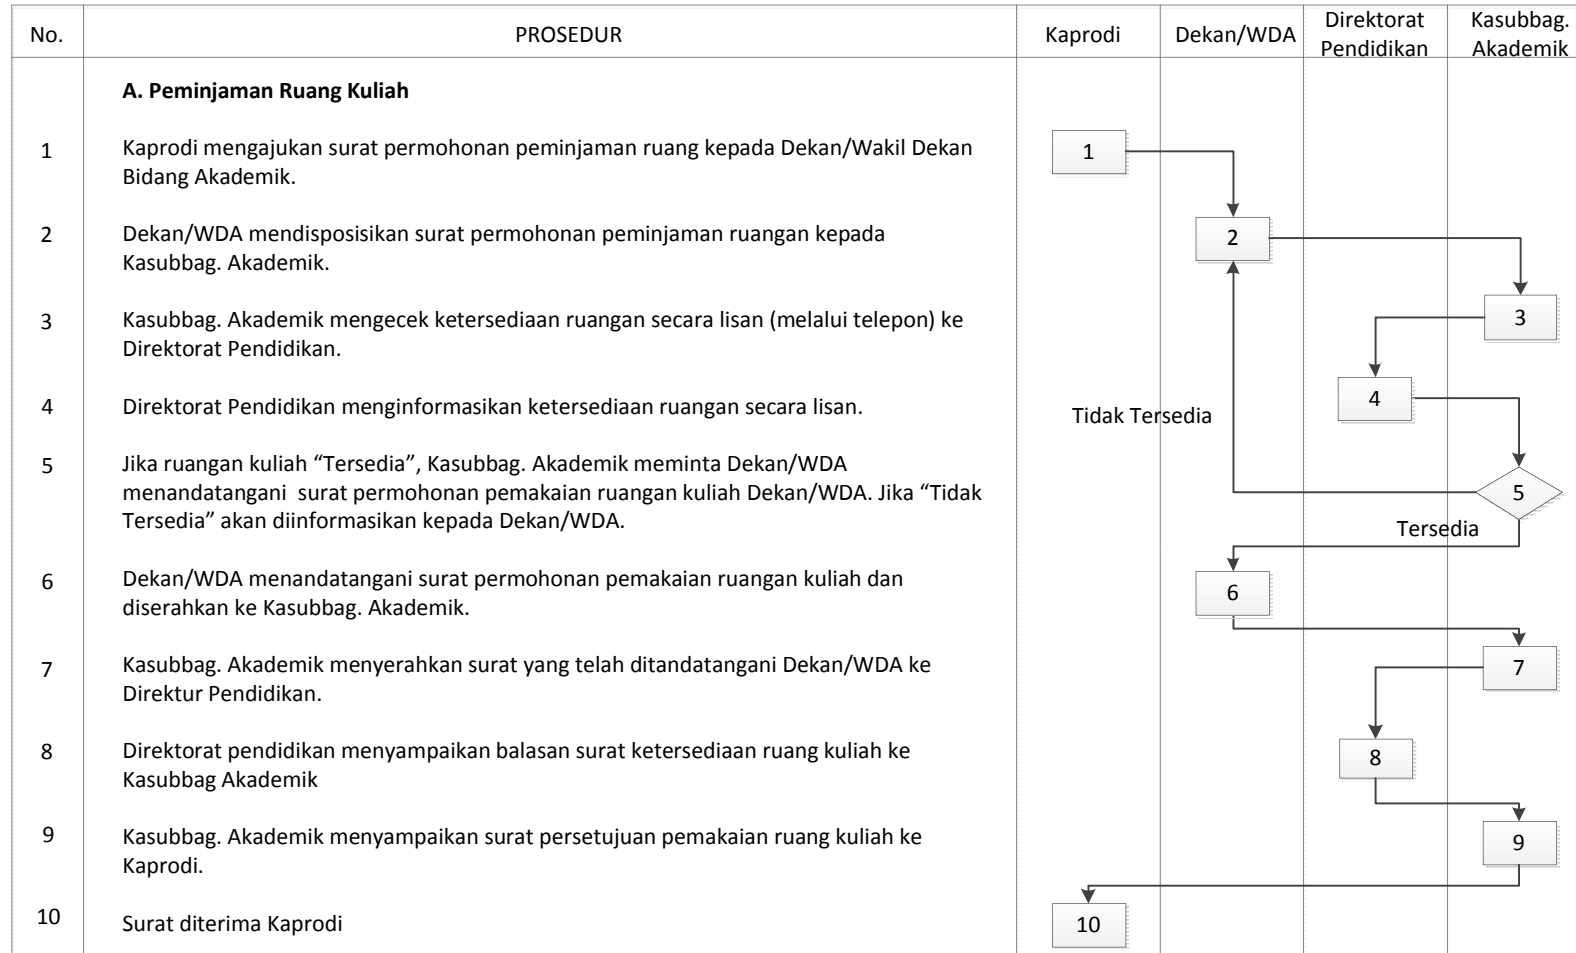 No. PROSEDUR Kaprodi Dekan/WDA Direktorat Pendidikan Kasubbag. Akademik
A. Peminjaman Ruang Kuliah
1 Kaprodi mengajukan surat permohonan peminjaman ruang kepada Dekan/Wakil Dekan
Bidang Akademik.
1
2 Dekan/WDA mendisposisikan surat permohonan peminjaman ruangan kepada
Kasubbag. Akademik.
2
3 Kasubbag. Akademik mengecek ketersediaan ruangan secara lisan (melalui telepon) ke
Direktorat Pendidikan.
3
4 Direktorat Pendidikan menginformasikan ketersediaan ruangan secara lisan.
4
Tidak Tersedia
5 Jika ruangan kuliah “Tersedia”, Kasubbag. Akademik meminta Dekan/WDA
menandatangani surat permohonan pemakaian ruangan kuliah Dekan/WDA. Jika “Tidak
Tersedia” akan diinformasikan kepada Dekan/WDA.
5
Tersedia
6 Dekan/WDA menandatangani surat permohonan pemakaian ruangan kuliah dan
diserahkan ke Kasubbag. Akademik.
6
7 Kasubbag. Akademik menyerahkan surat yang telah ditandatangani Dekan/WDA ke
Direktur Pendidikan.
7
8 Direktorat pendidikan menyampaikan balasan surat ketersediaan ruang kuliah ke
Kasubbag Akademik
8
9 Kasubbag. Akademik menyampaikan surat persetujuan pemakaian ruang kuliah ke
Kaprodi.
9
10 Surat diterima Kaprodi
10